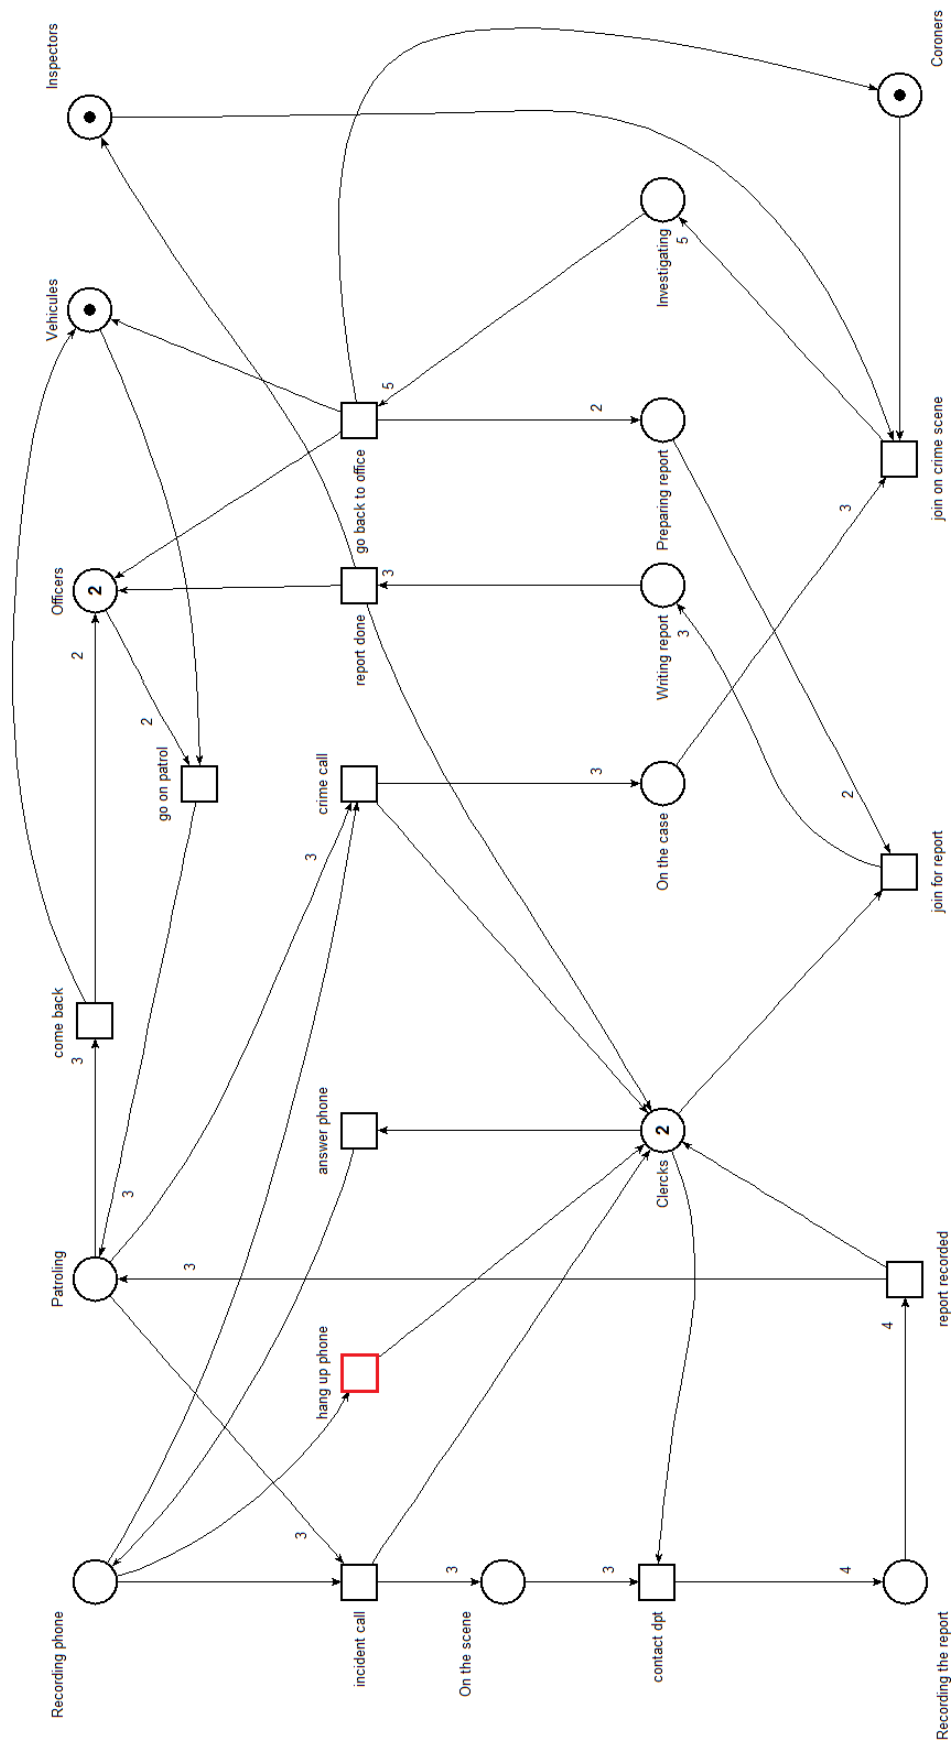 Inspectors
Coroners
Vehicules
Investigating
5
5
Officers
go back to office
2
Preparing report
join on crime scene
2
2
report done
3
Writing report
3
3
go on patrol
crime call
3
On the case
2
join for report
3
come back
3
answer phone
3
2
Clercks
Patroling
3
report recorded
4
hang up phone
3
Recording phone
incident call
3
On the scene
3
contact dpt
4
Recording the report